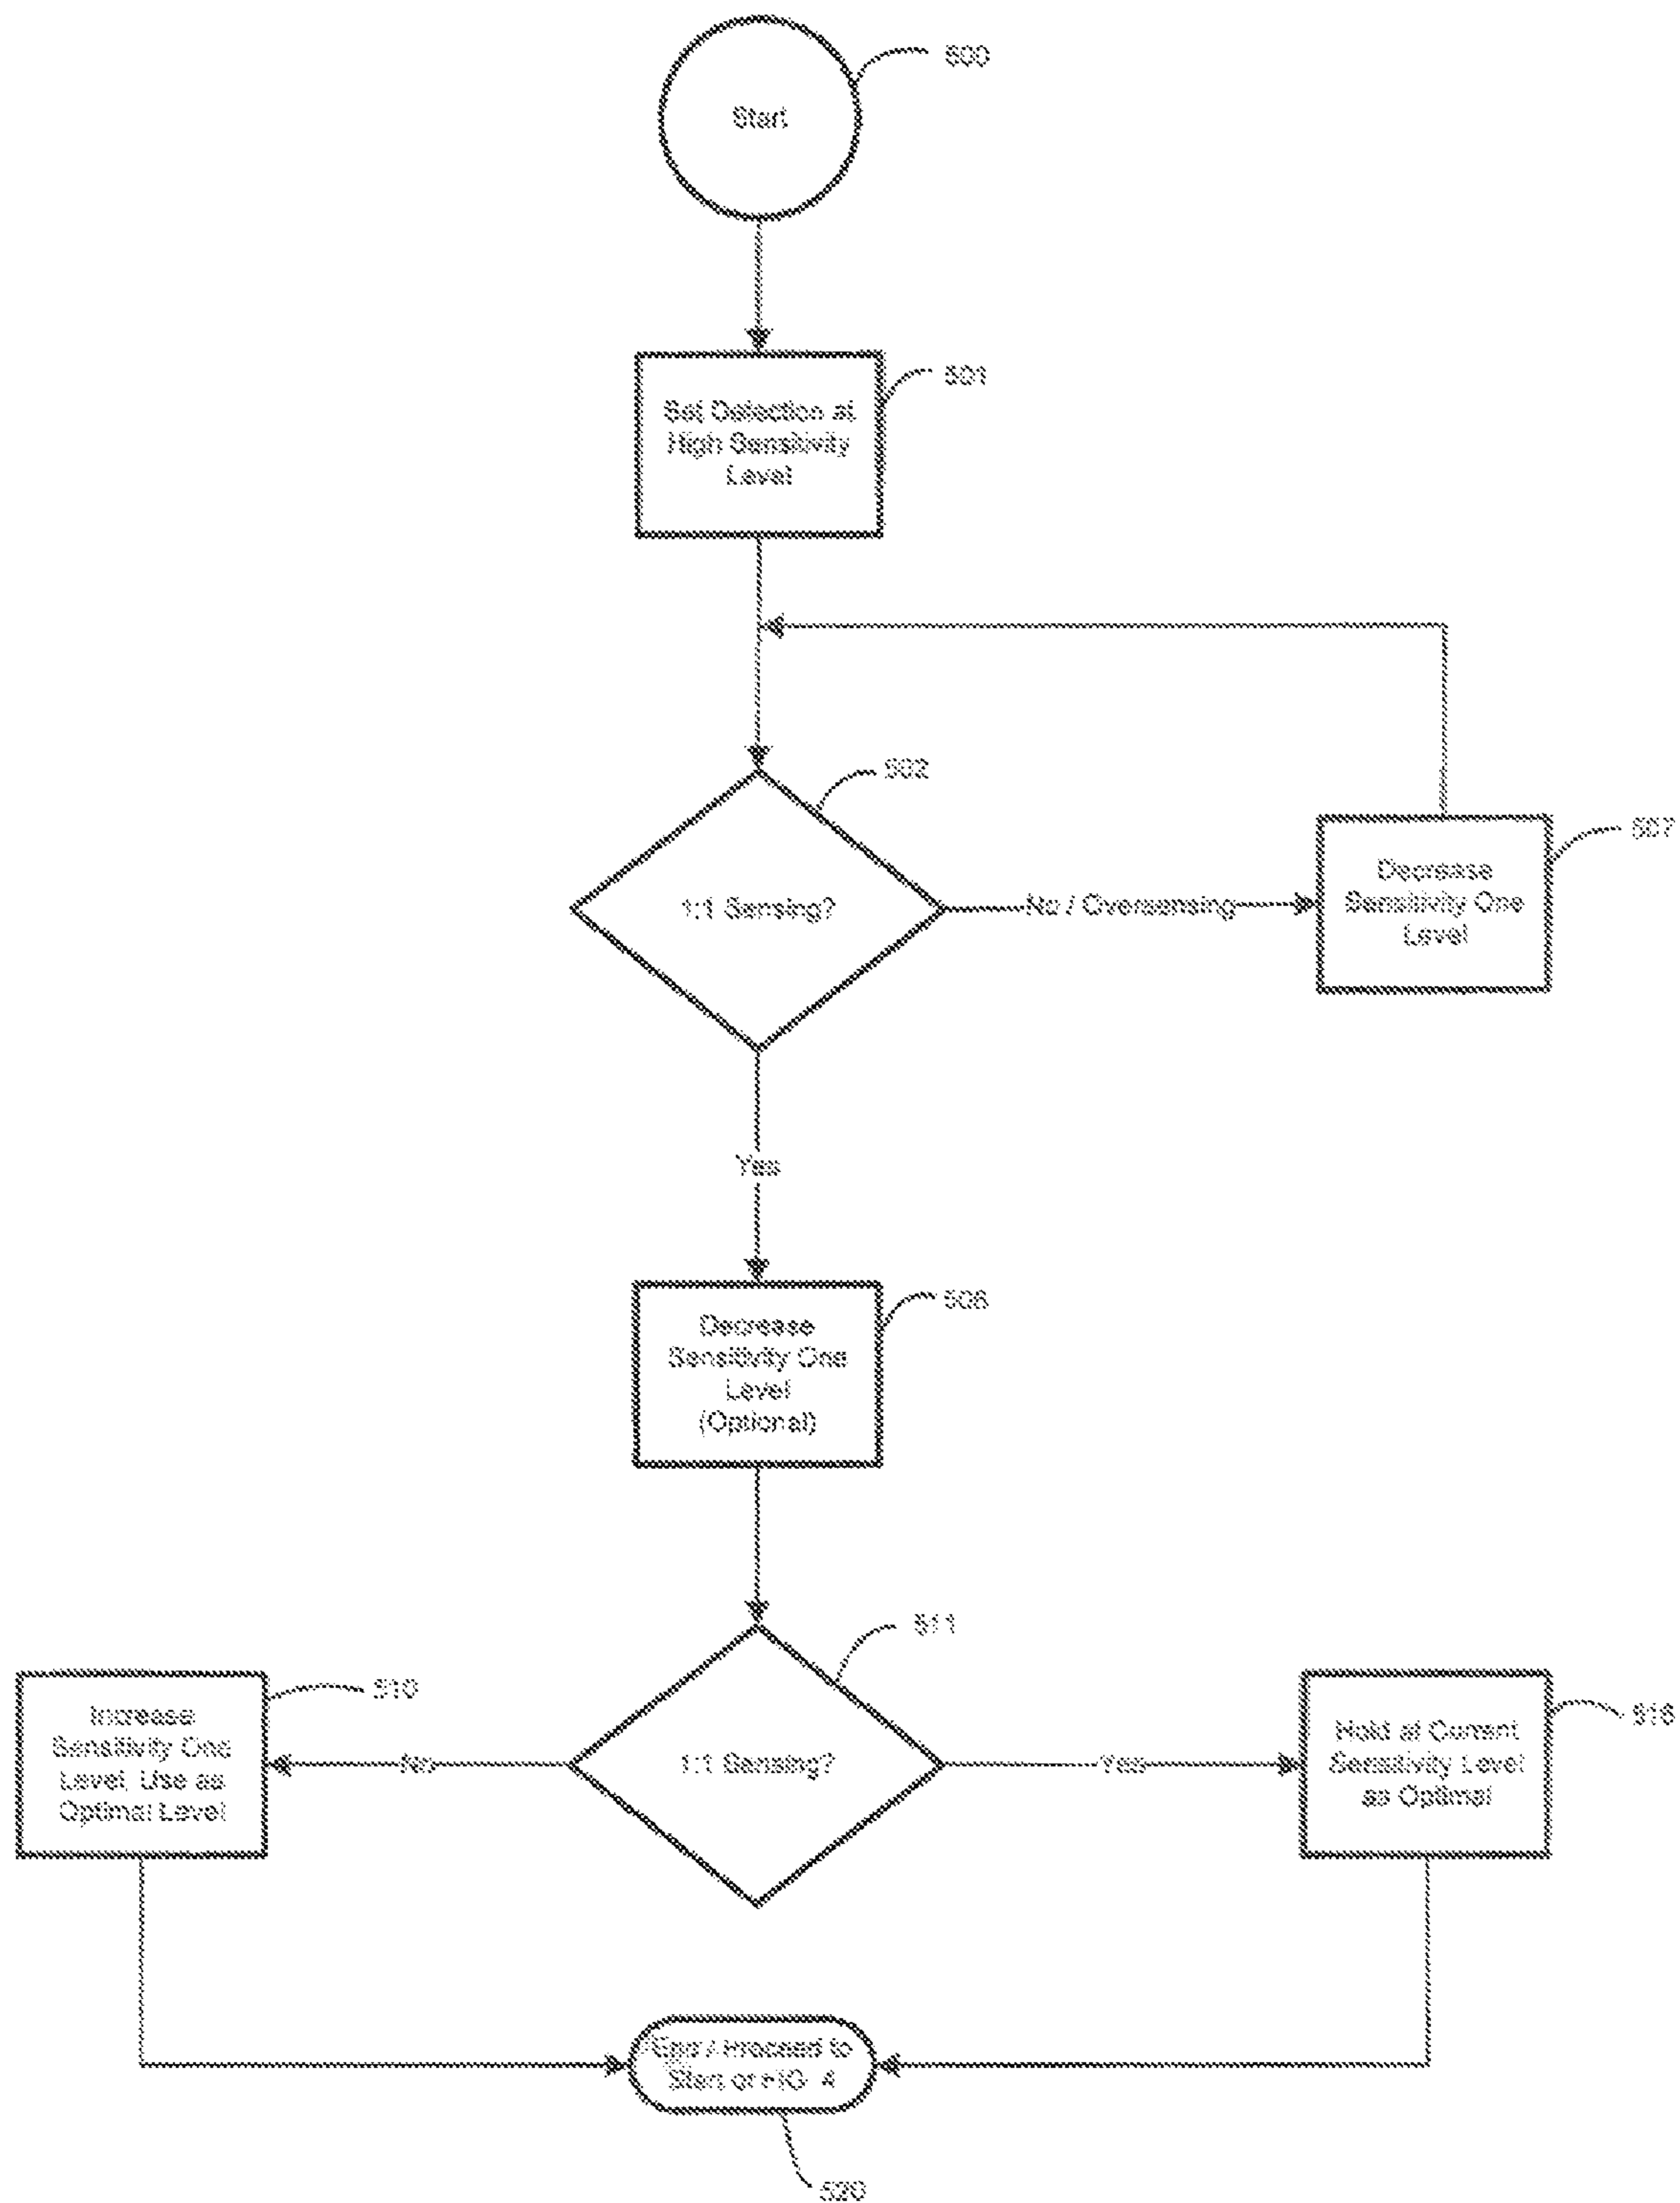 500
Start
501
Set Detection at
High Sensitivity
Level
502
1:1 Sensing?
No / Oversensing
507
Decrease
Sensitivity One
Level
Yes
506
Decrease
Sensitivity One
Level
(Optional)
511
510
Increase
Sensitivity One
Level, Use as
Optimal Level
No
1:1 Sensing?
Yes
Hold at Current
Sensitivity Level
as Optimal
End / Proceed to
Start of FIG. 4
520